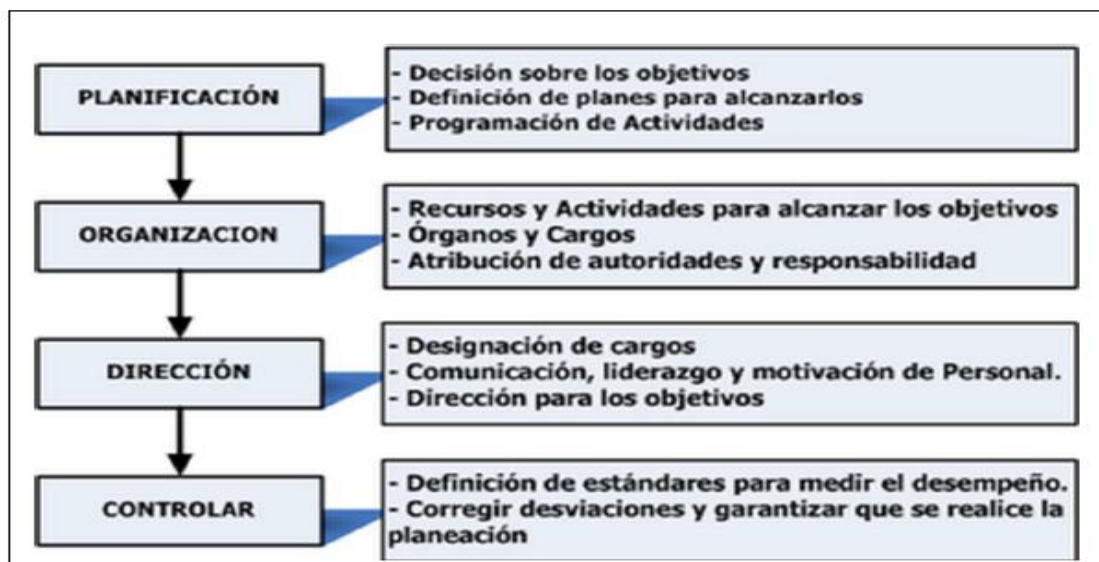 PLANIFICACIÓN
- Decisión sobre los objetivos
- Definición de planes para alcanzarlos
- Programación de Actividades
ORGANIZACION
- Recursos y Actividades para alcanzar los objetivos
- Órganos y Cargos
- Atribución de autoridades y responsabilidad
DIRECCIÓN
- Designación de cargos
- Comunicación, liderazgo y motivación de Personal.
- Dirección para los objetivos
CONTROLAR
- Definición de estándares para medir el desempeño.
- Corregir desviaciones y garantizar que se realice la
planeación